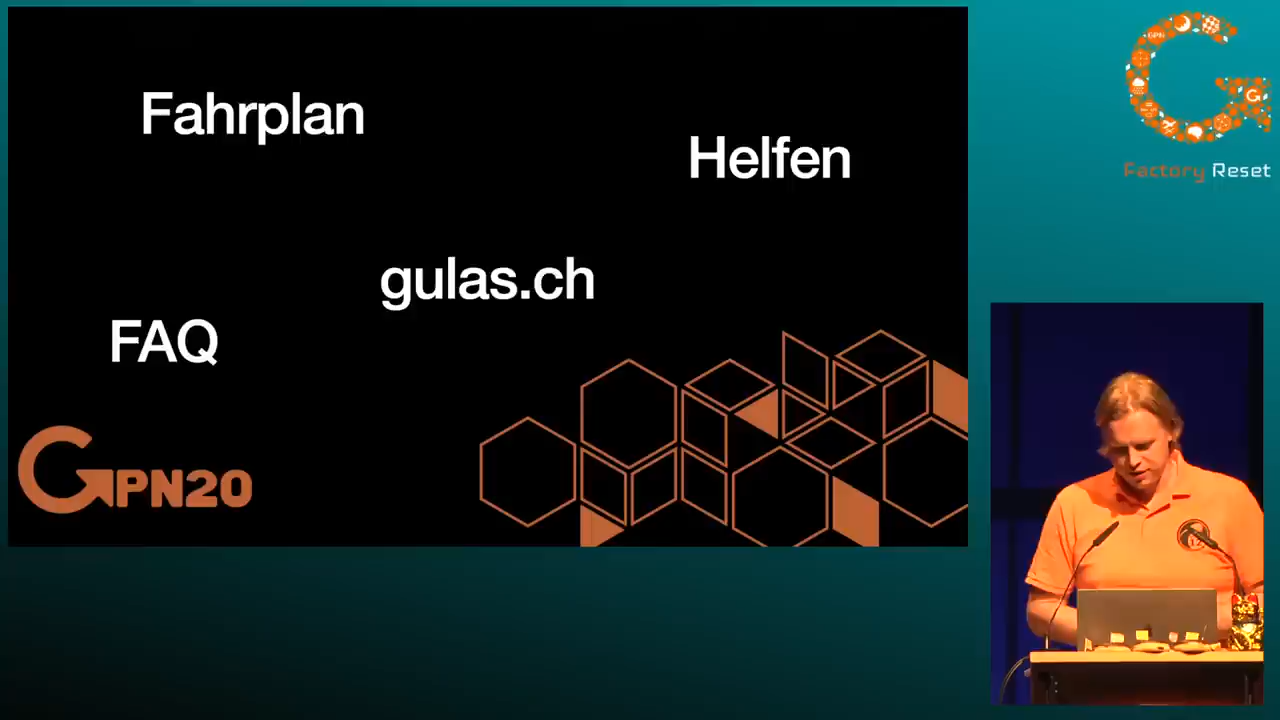 Fahrplan
Helfen
gulas.ch
FAQ
GPN20
Factory Reset